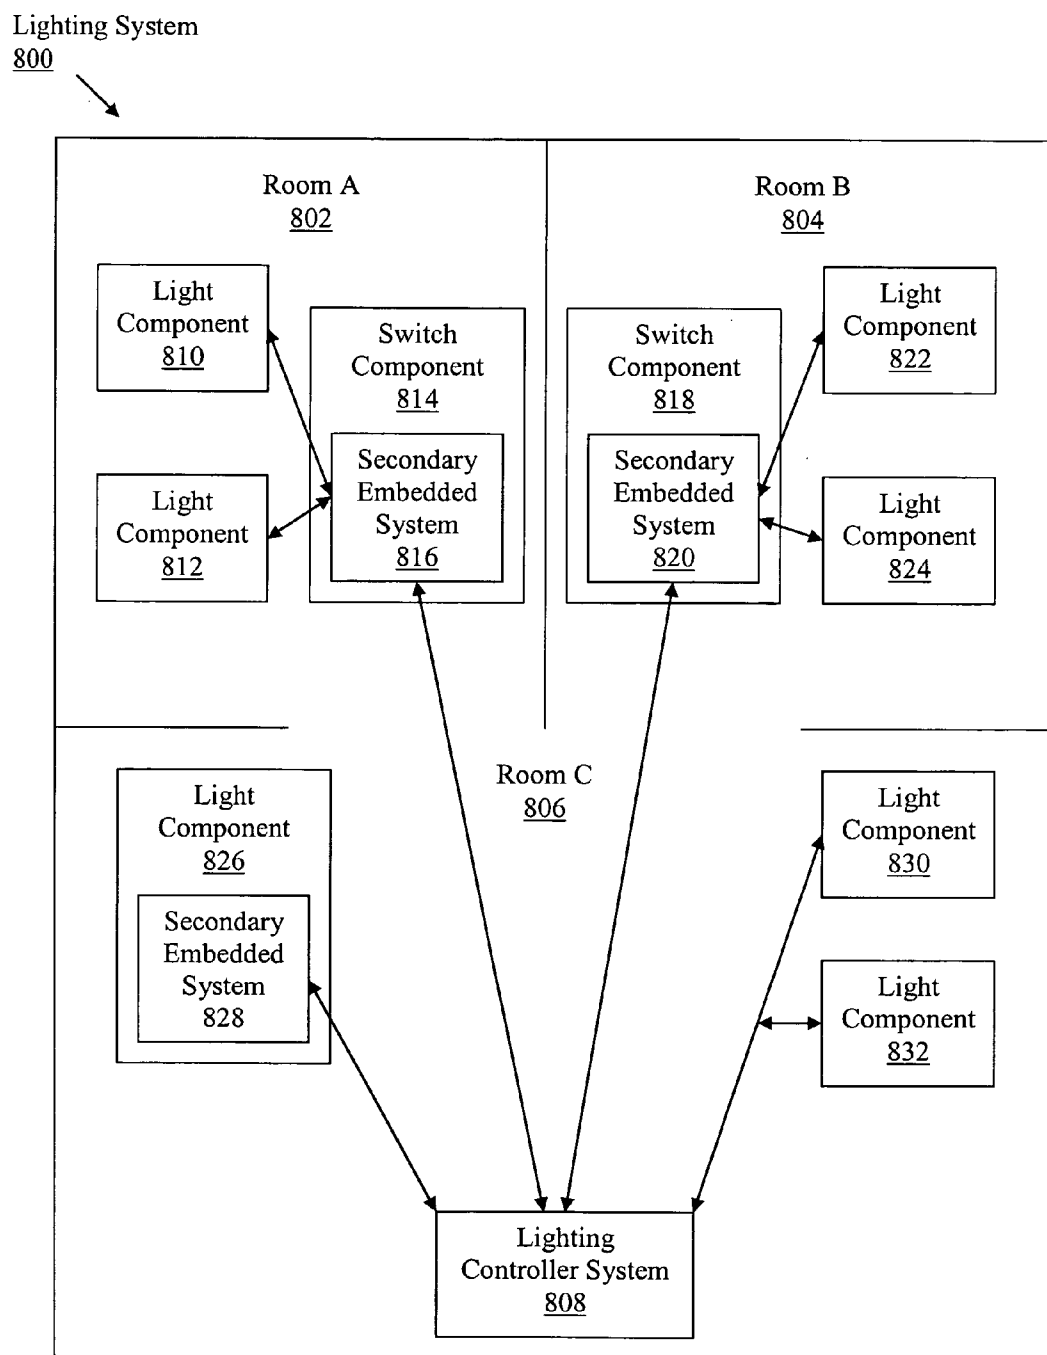 Lighting System
800
Room A
802
Room B
804
Light
Component
810
Switch
Component
814
Switch
Component
818
Light
Component
822
Secondary
Embedded
System
816
Secondary
Embedded
System
820
Light
Component
812
Light
Component
824
Room C
806
Light
Component
826
Secondary
Embedded
System
828
Light
Component
830
Light
Component
832
Lighting
Controller System
808